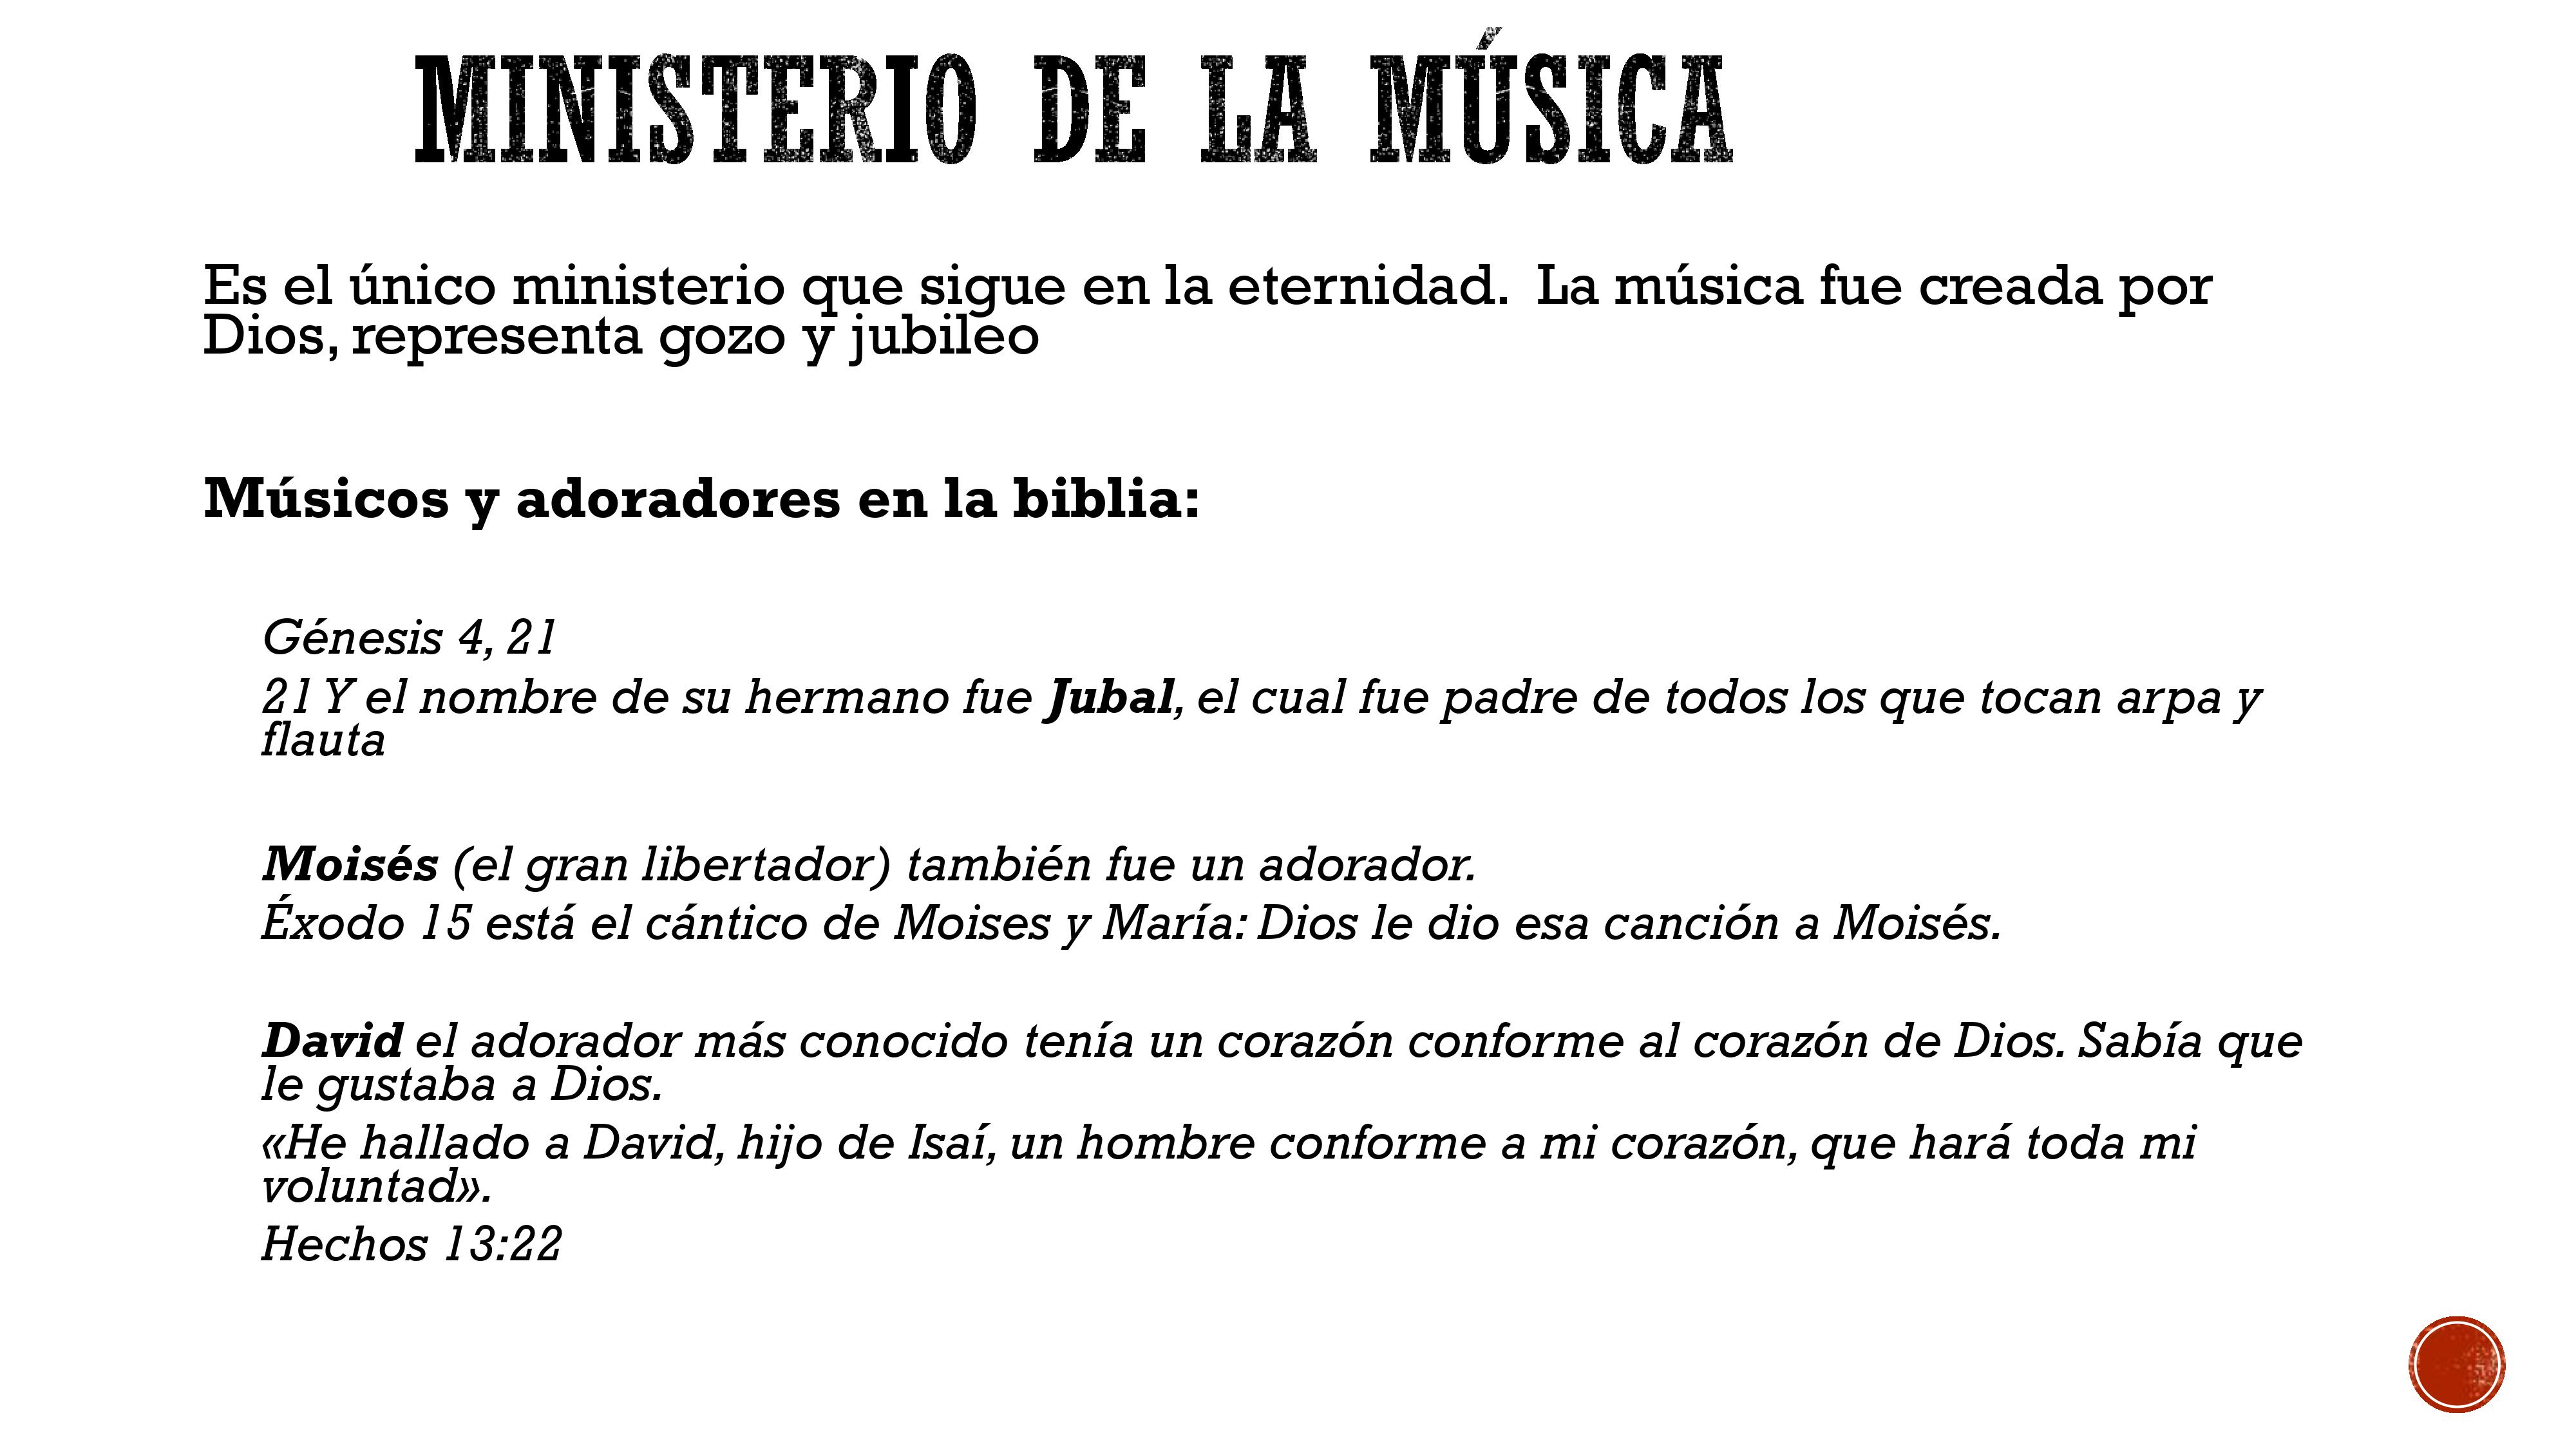 MINISTERIO DE LA MÚSICA
Es el único ministerio que sigue en la eternidad.  La música fue creada por
Dios, representa gozo y jubileo
Músicos y adoradores en la biblia:
Génesis 4, 21
21 Y el nombre de su hermano fue Jubal, el cual fue padre de todos los que tocan arpa y
flauta
Moisés (el gran libertador) también fue un adorador.
Éxodo 15 está el cántico de Moises y María: Dios le dio esa canción a Moisés.
David el adorador más conocido tenía un corazón conforme al corazón de Dios. Sabía que
le gustaba a Dios.
«He hallado a David, hijo de Isaí, un hombre conforme a mi corazón, que hará toda mi
voluntad».
Hechos 13:22